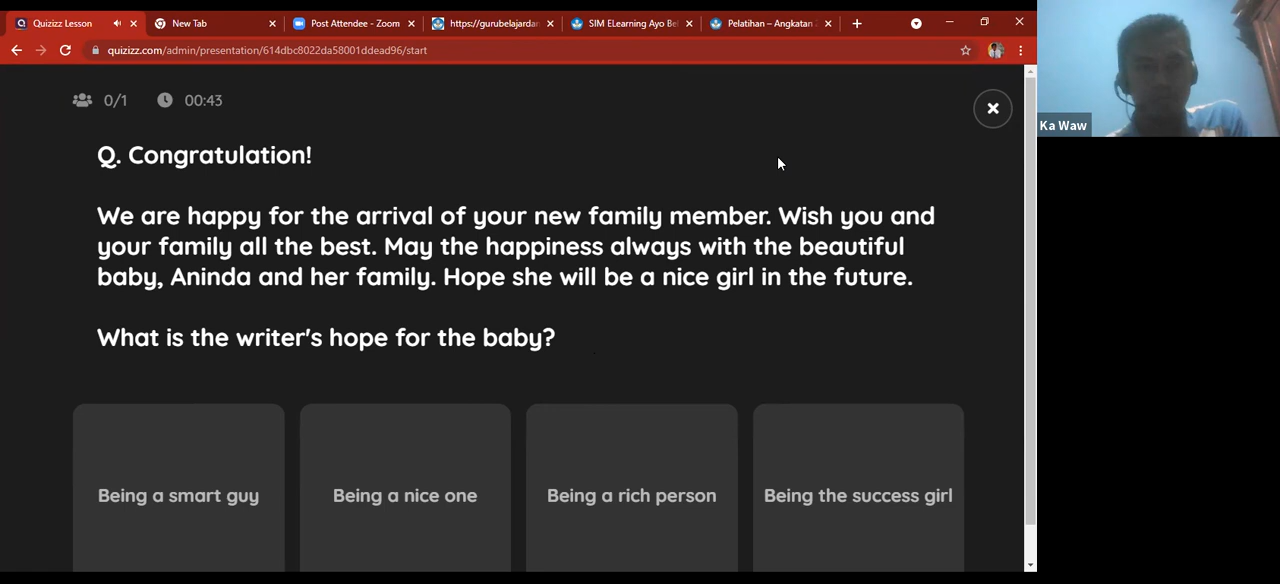 Quizizz Lesson
New Tab
Post Attendee - Zoom
https://gurubelajardan
SIM ELearning Ayo Bel
Pelatihan – Angkatan
quizizz.com/admin/presentation/614dbc8022da58001ddead96/start
0/1 00:43
Ka Waw
Q. Congratulation!
We are happy for the arrival of your new family member. Wish you and
your family all the best. May the happiness always with the beautiful
baby, Aninda and her family. Hope she will be a nice girl in the future.
What is the writer's hope for the baby?
Being a smart guy
Being a nice one
Being a rich person
Being the success girl